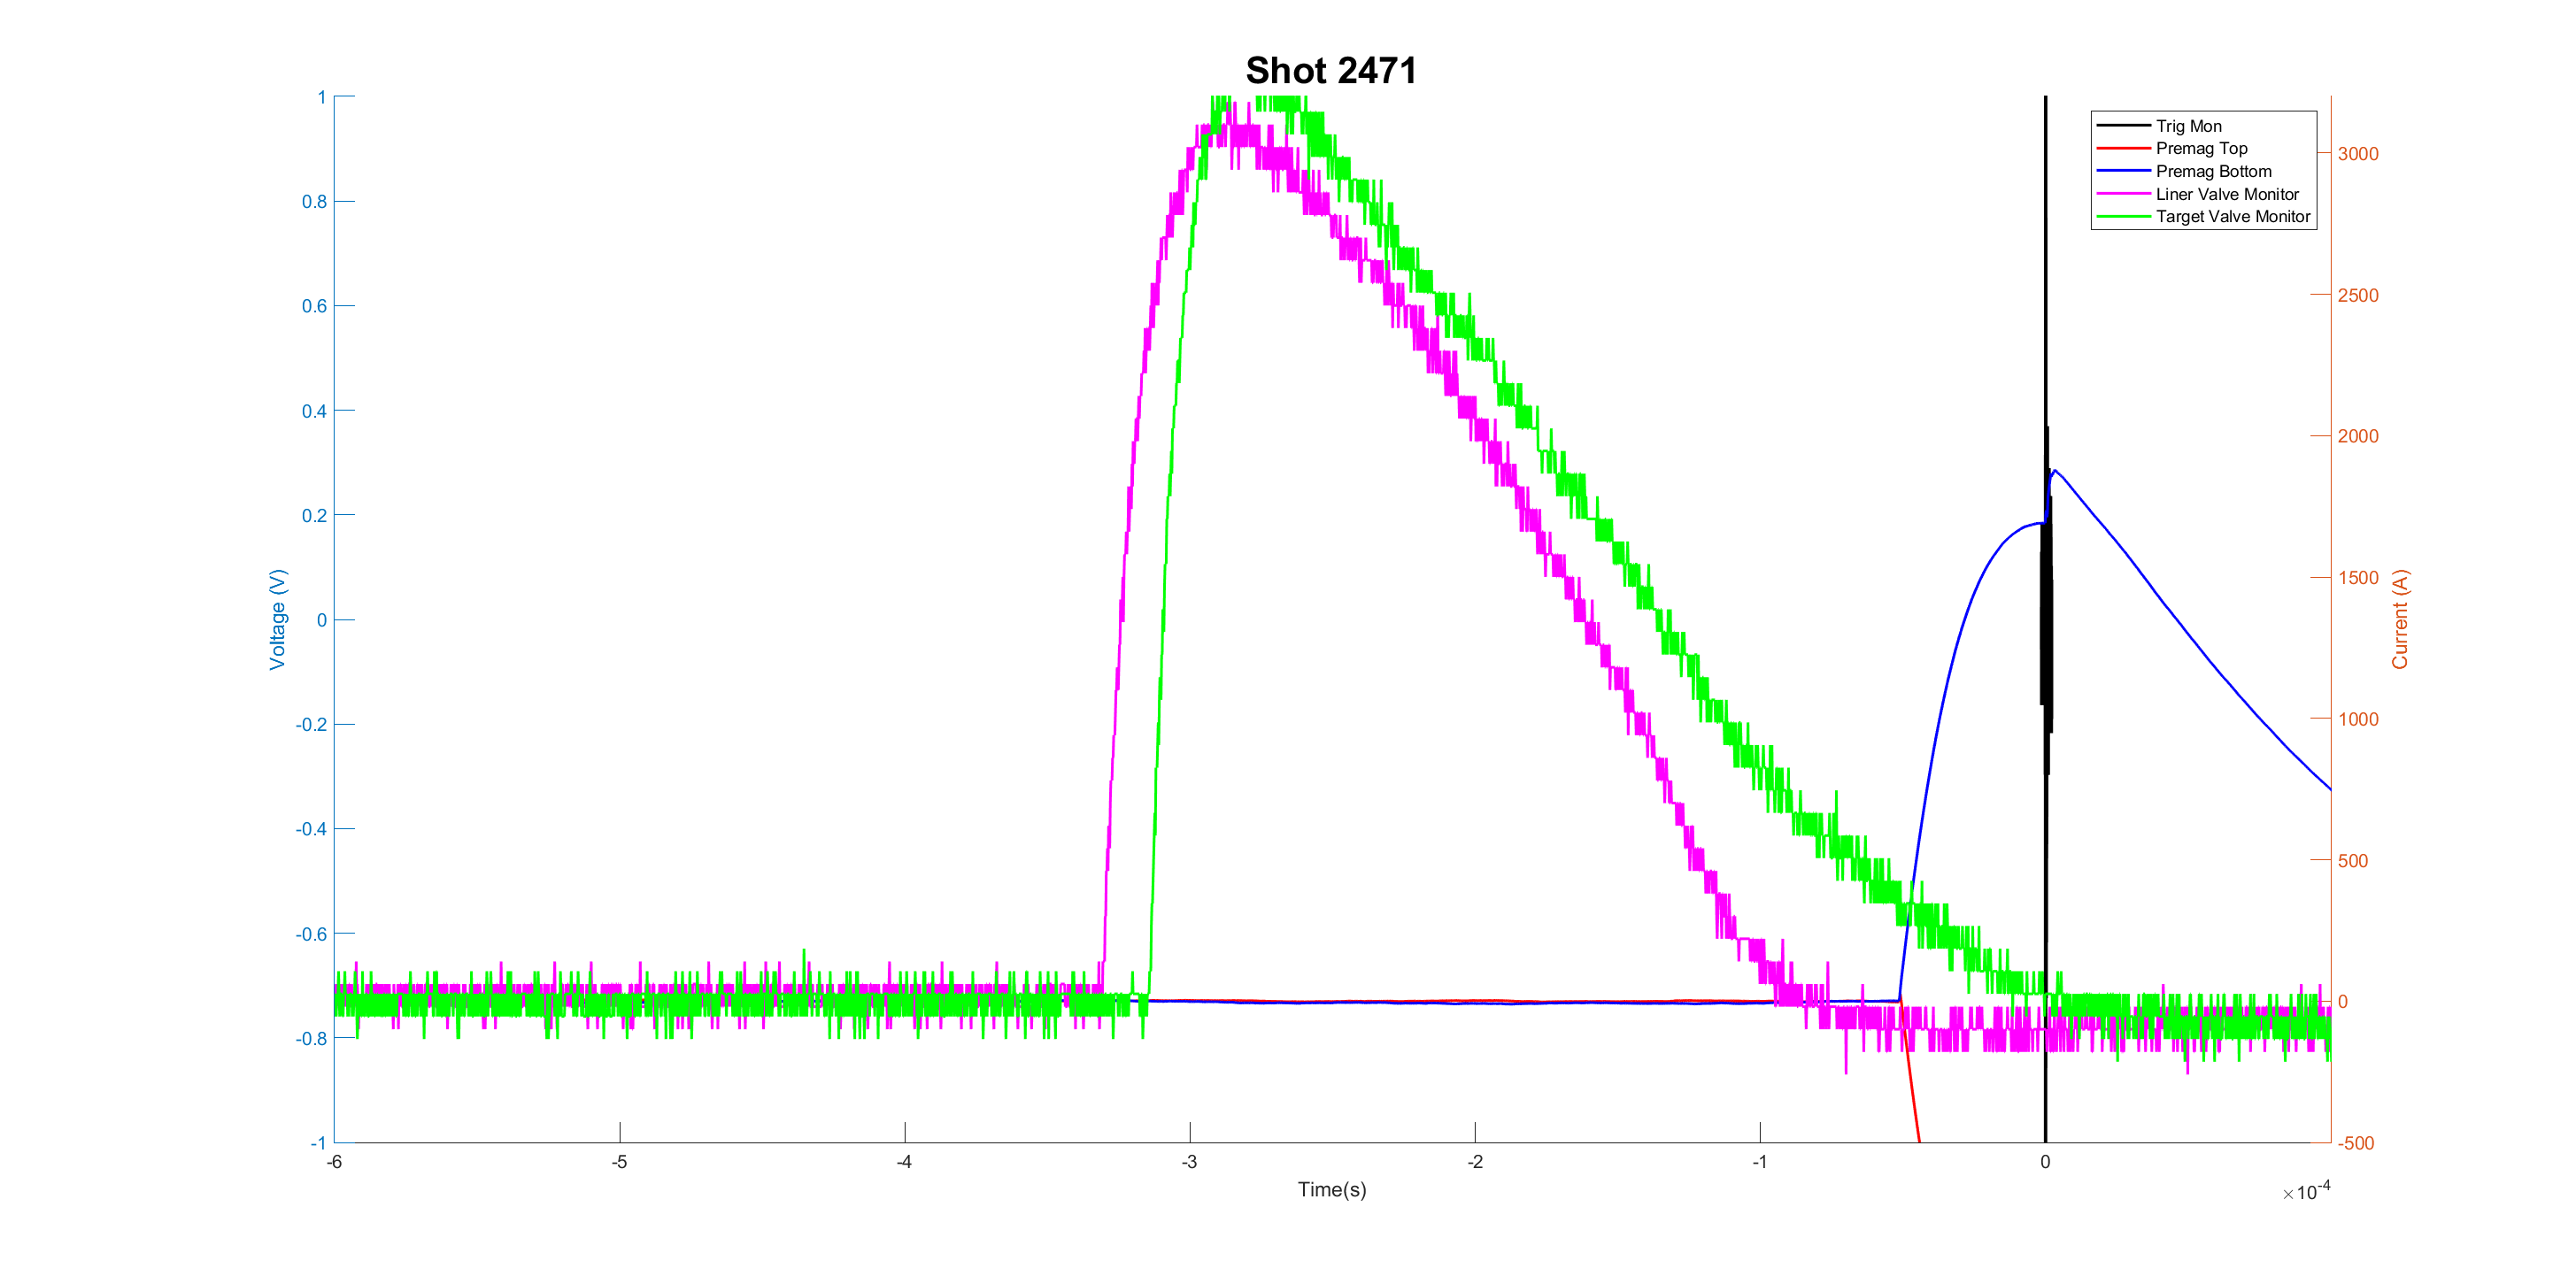 Shot 2471
1
0.8
0.6
0.4
0.2
0
-0.2
-0.4
-0.6
-0.8
-1
Voltage (V)
Trig Mon
Premag Top
Premag Bottom
Liner Valve Monitor
Target Valve Monitor
3000
2500
2000
1500
1000
500
0
-500
Current (A)
-6 -5 -4 -3 -2 -1 0
Time(s)
×10-4